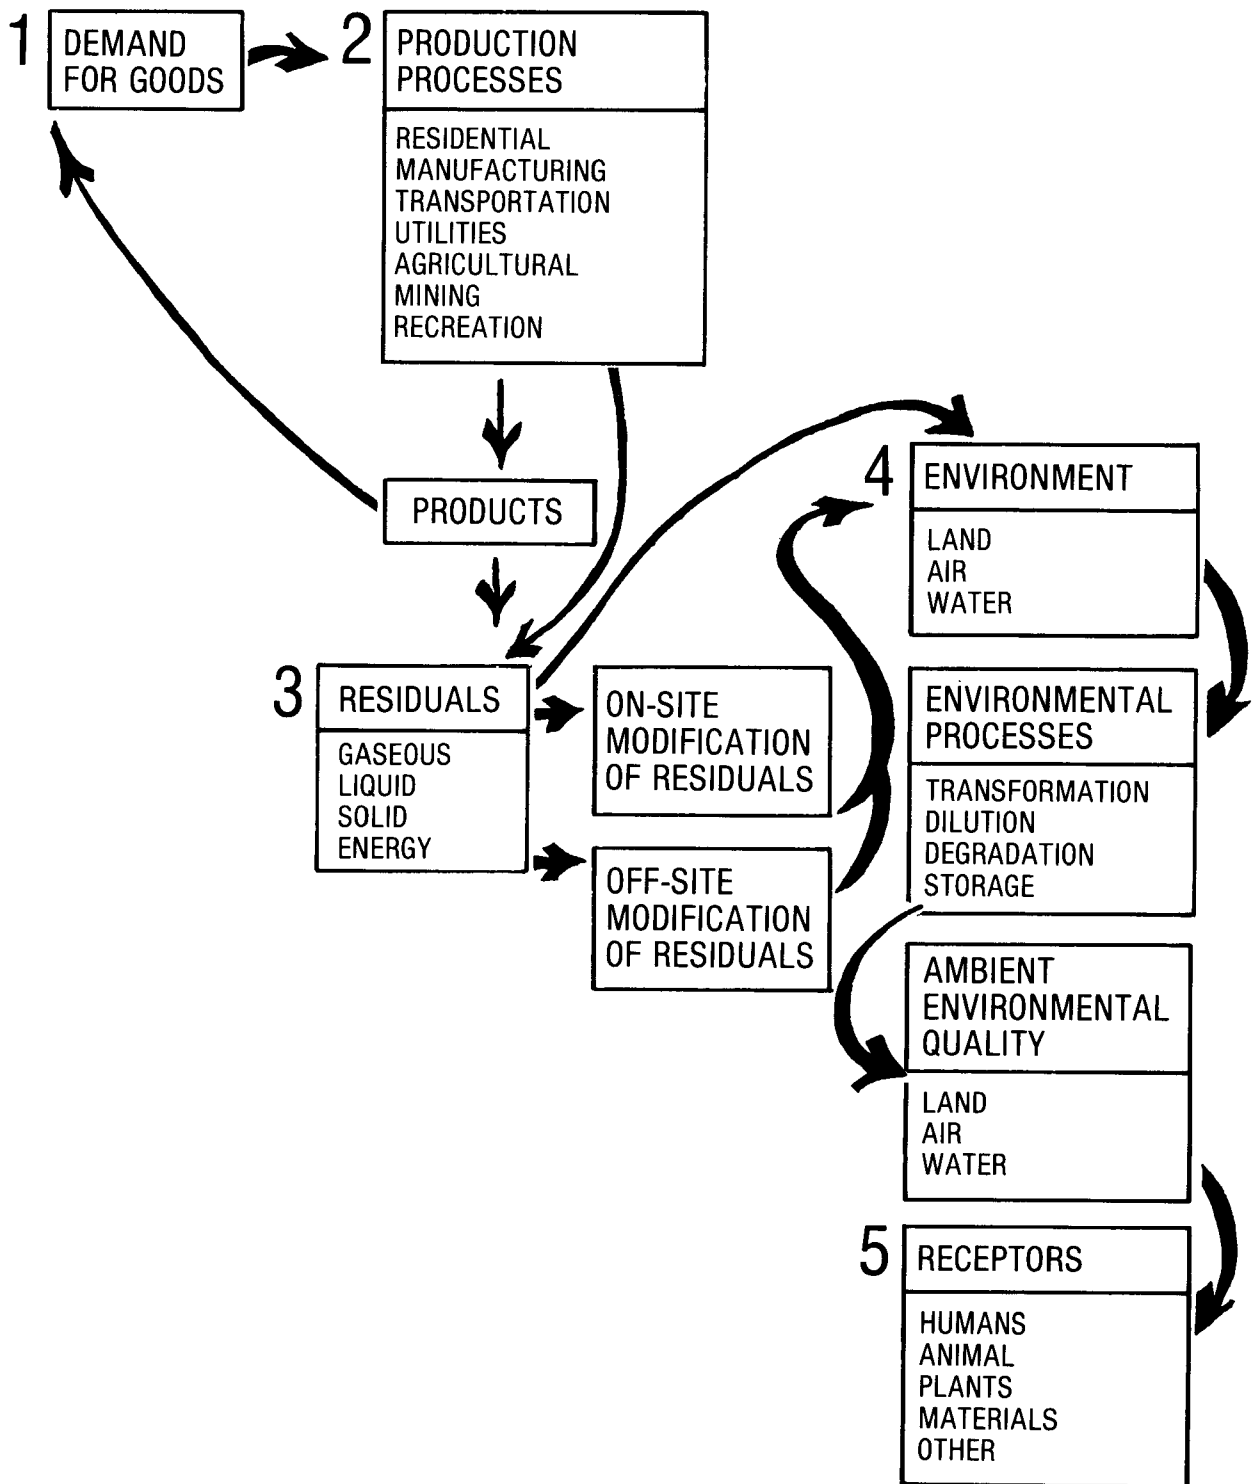 1
DEMAND
FOR GOODS
2
PRODUCTION
PROCESSES
RESIDENTIAL
MANUFACTURING
TRANSPORTATION
UTILITIES
AGRICULTURAL
MINING
RECREATION
PRODUCTS
3
RESIDUALS
GASEOUS
LIQUID
SOLID
ENERGY
ON-SITE
MODIFICATION
OF RESIDUALS
OFF-SITE
MODIFICATION
OF RESIDUALS
4
ENVIRONMENT
LAND
AIR
WATER
ENVIRONMENTAL
PROCESSES
TRANSFORMATION
DILUTION
DEGRADATION
STORAGE
AMBIENT
ENVIRONMENTAL
QUALITY
LAND
AIR
WATER
5
RECEPTORS
HUMANS
ANIMAL
PLANTS
MATERIALS
OTHER